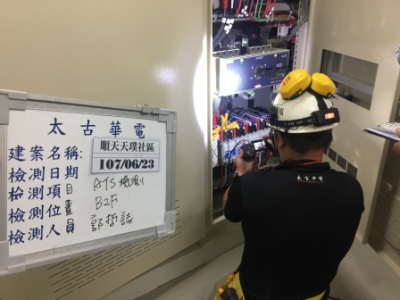 太古華電
建案名稱: 順天天璞社區
檢測日期 107/06/23
檢測項目 ATS 檢測
檢測位置 B2F
檢測人員